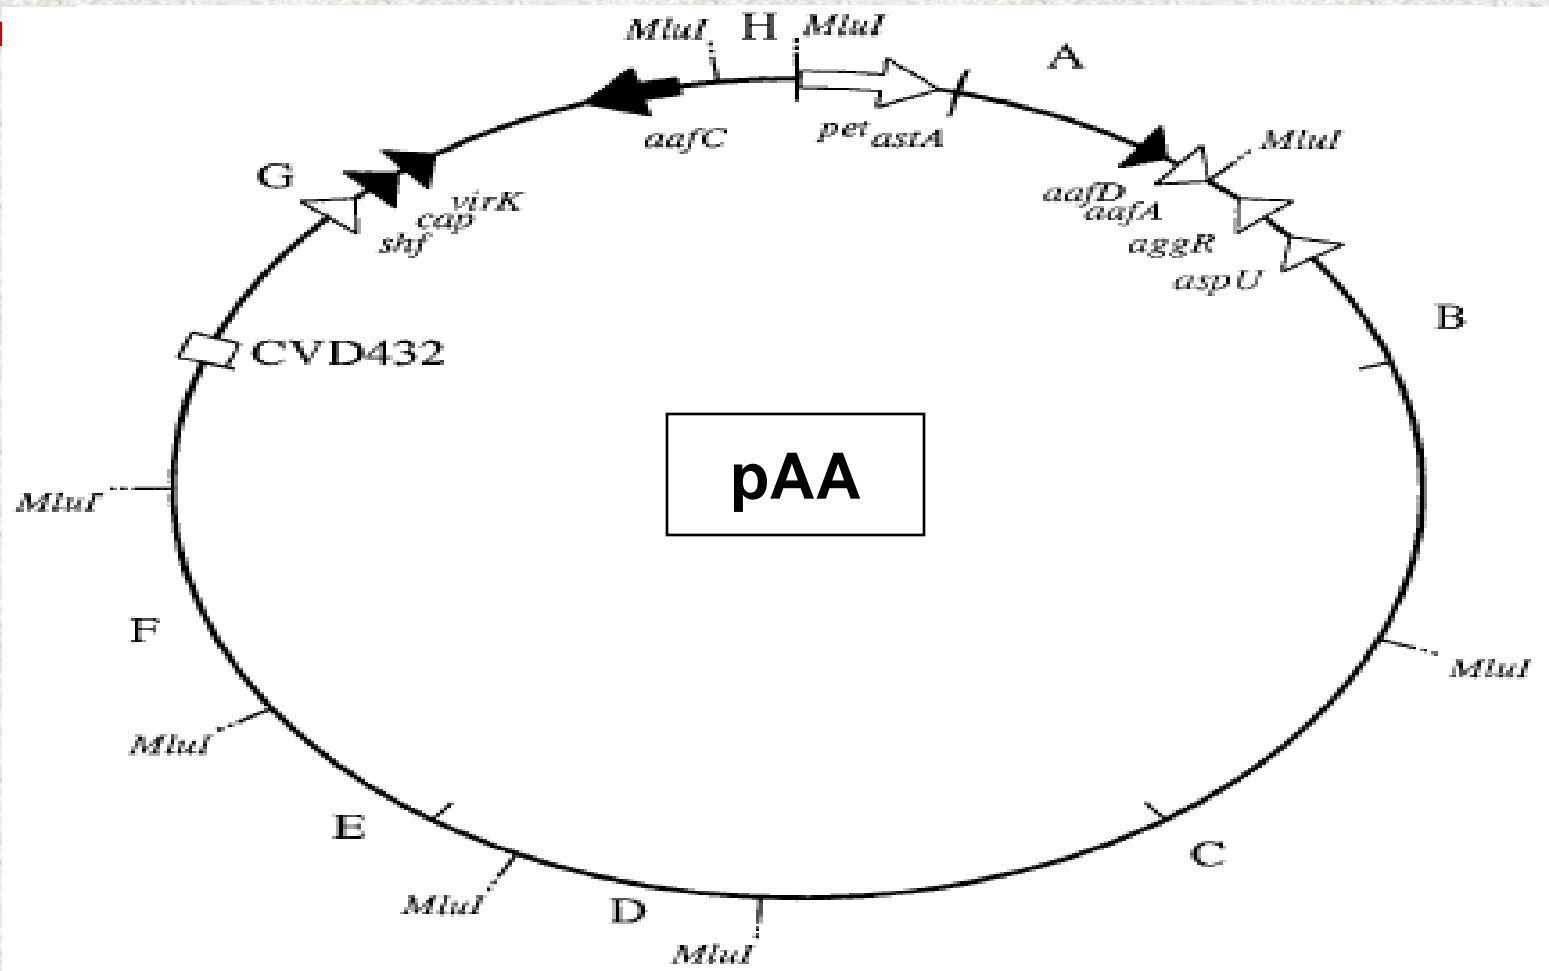 MluI
H
MluI
A
aafC
pet
astA
MluI
G
virK
cap
shf
aafD
aafA
aggR
aspU
B
CVD432
pAA
MluI
F
MluI
MluI
E
C
MluI
D
MluI